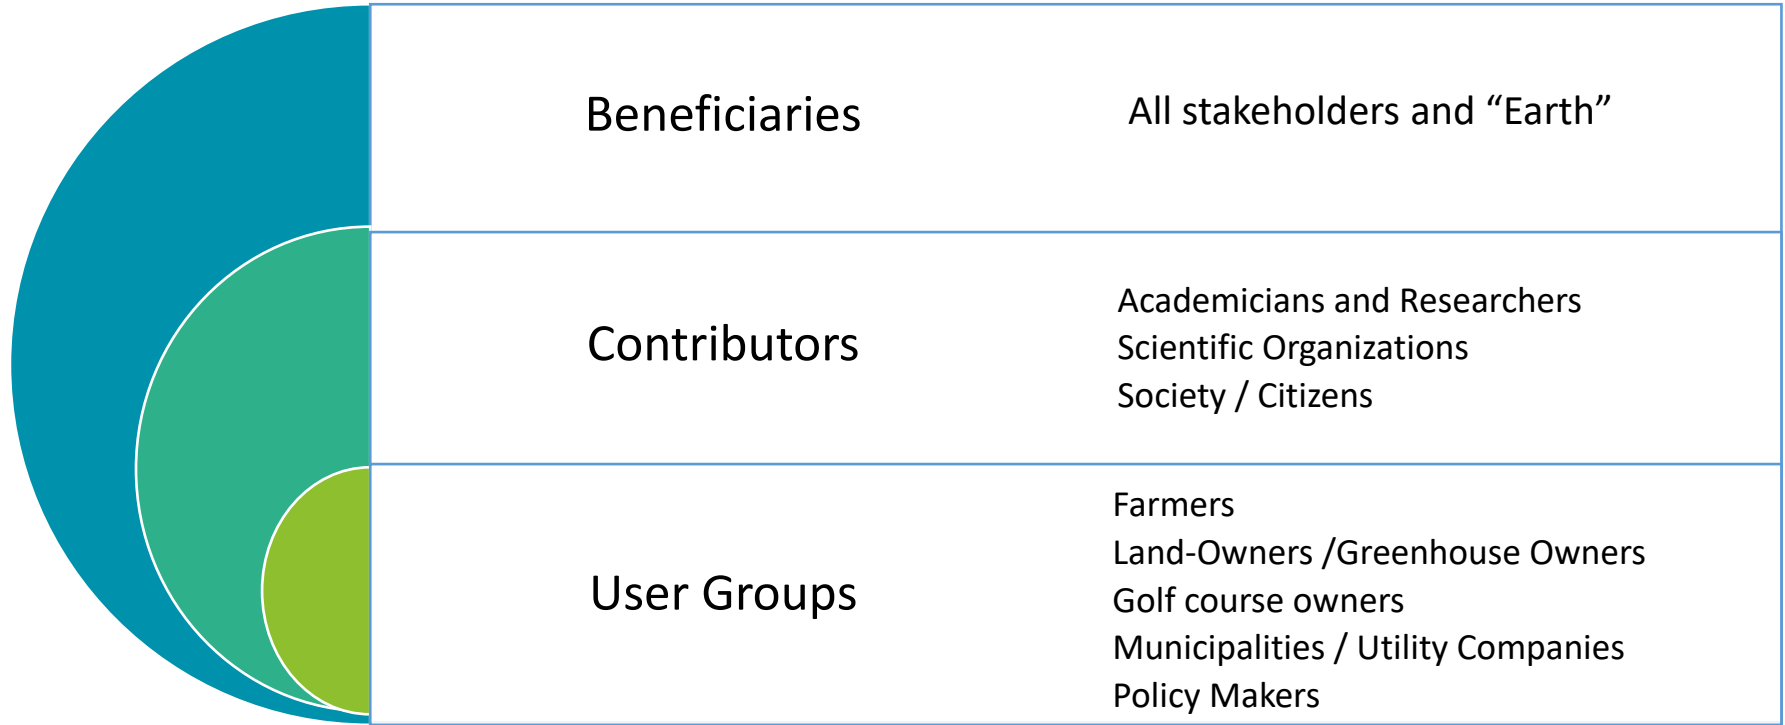 Beneficiaries
All stakeholders and “Earth”
Contributors
Academicians and Researchers
Scientific Organizations
Society / Citizens
User Groups
Farmers
Land-Owners /Greenhouse Owners
Golf course owners
Municipalities / Utility Companies
Policy Makers